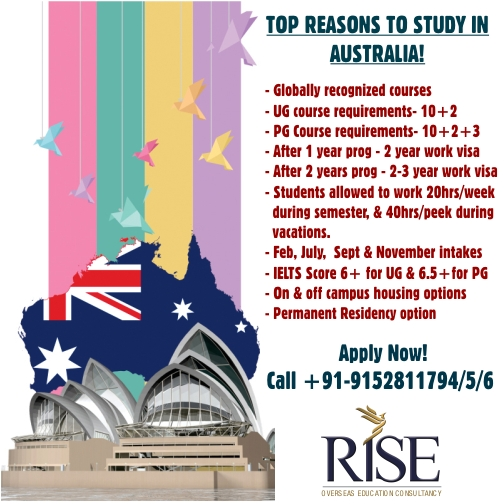 TOP REASONS TO STUDY IN
AUSTRALIA!
- Globally recognized courses
- UG course requirements- 10+2
- PG Course requirements- 10+2+3
- After 1 year prog - 2 year work visa
- After 2 years prog - 2-3 year work visa
- Students allowed to work 20hrs/week
during semester, & 40hrs/peek during
vacations.
- Feb, July, Sept & November intakes
- IELTS Score 6+ for UG & 6.5+for PG
- On & off campus housing options
- Permanent Residency option
Apply Now!
Call +91-9152811794/5/6
RISE
OVERSEAS EDUCATION CONSULTANCY